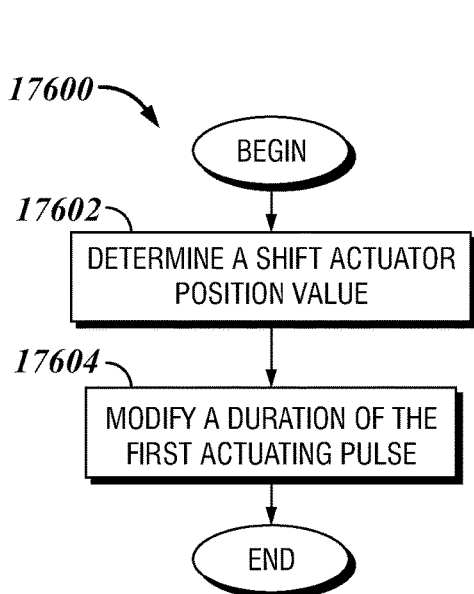 17600
BEGIN
17602
DETERMINE A SHIFT ACTUATOR
POSITION VALUE
17604
MODIFY A DURATION OF THE
FIRST ACTUATING PULSE
END